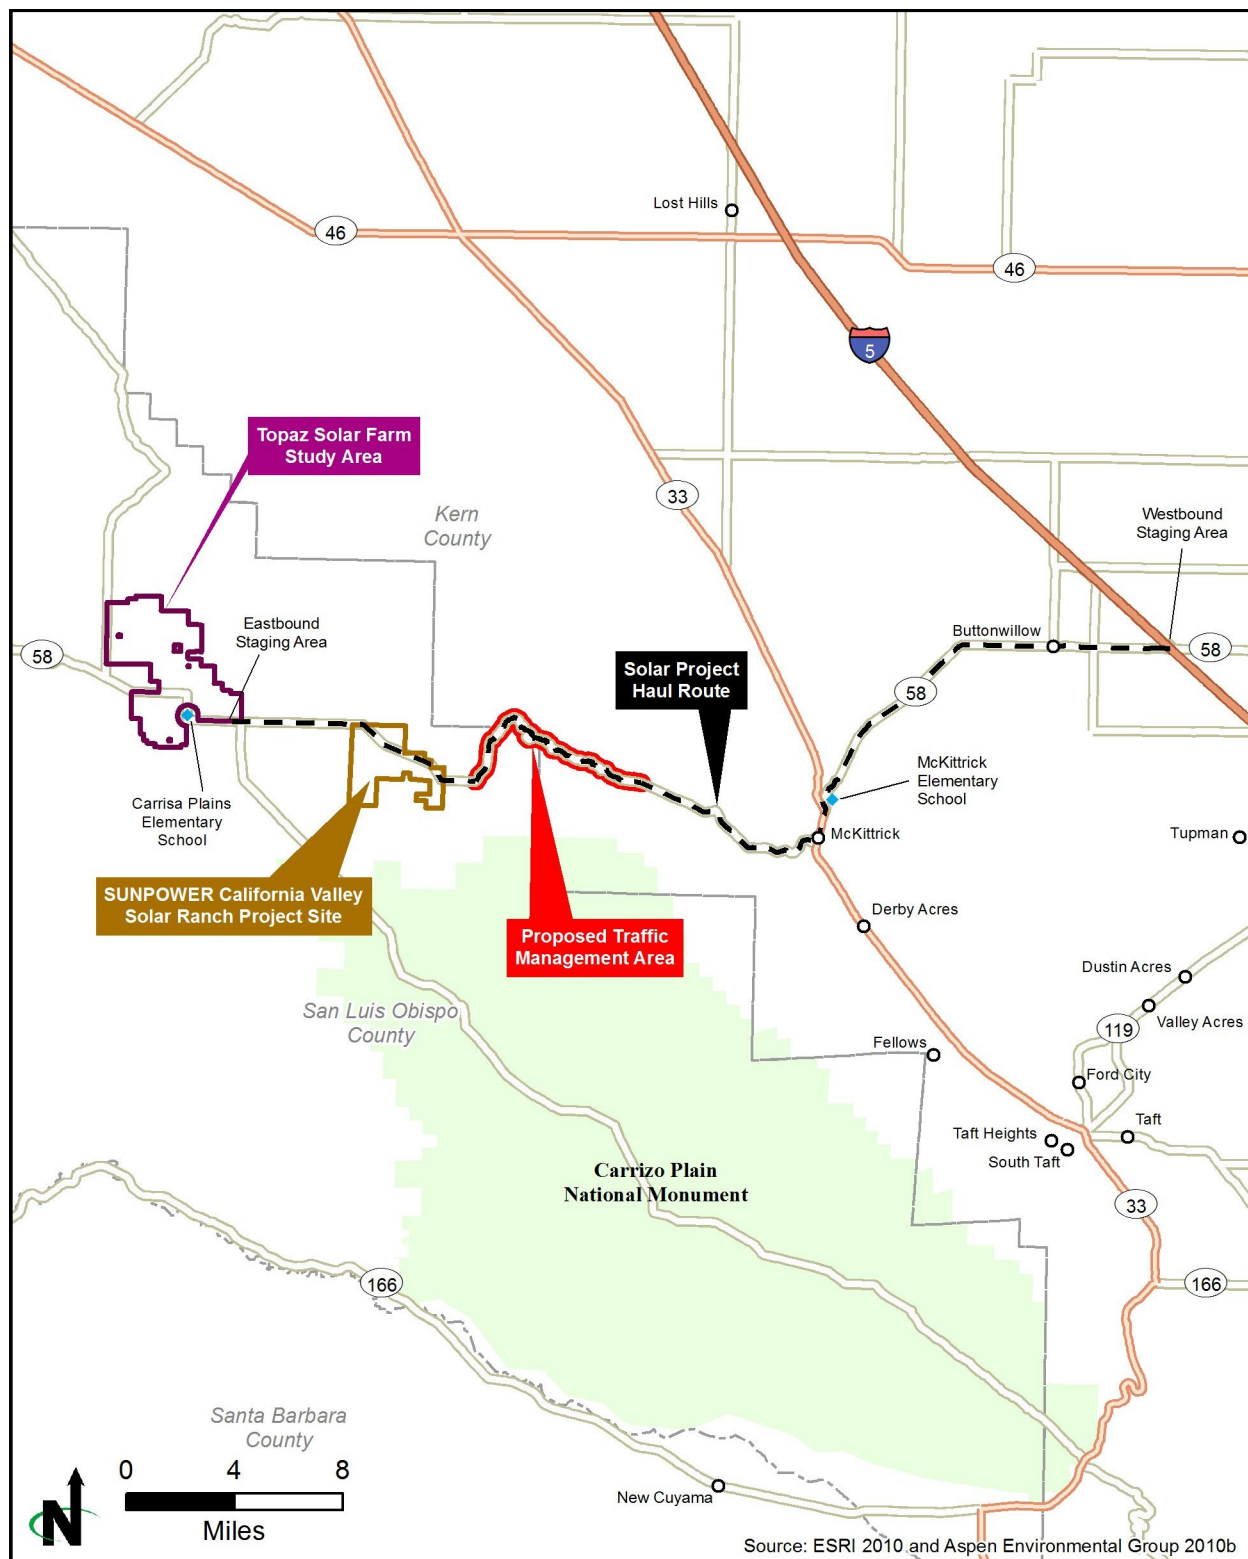 Lost Hills
46
46
5
Topaz Solar Farm
Study Area
33
Kern
County
Westbound
Staging Area
Eastbound
Staging Area
Buttonwillow
58
58
Solar Project
Haul Route
58
McKittrick
Elementary
School
Carrisa Plains
Elementary
School
McKittrick
Tupman
SUNPOWER California Valley
Solar Ranch Project Site
Derby Acres
Proposed Traffic
Management Area
Dustin Acres
San Luis Obispo
County
Valley Acres
119
Fellows
Ford City
Taft
Taft Heights
South Taft
Carrizo Plain
National Monument
33
166
166
Santa Barbara
County
0 4 8
Miles
N
New Cuyama
Source: ESRI 2010 and Aspen Environmental Group 2010b